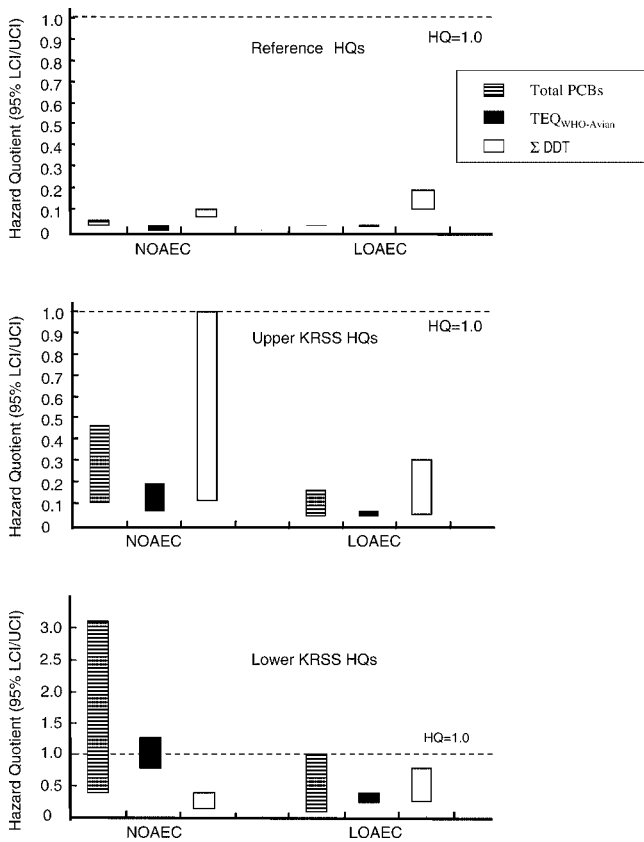 Hazard Quotient (95% LCI/UCI)
1.0
0.9
0.8
0.7
0.6
0.5
0.4
0.3
0.2
0.1
0
Reference HQs
HQ=1.0
Total PCBs
TEQWHO-Avian
Σ DDT
NOAEC
LOAEC
Hazard Quotient (95% LCI/UCI)
1.0
0.9
0.8
0.7
0.6
0.5
0.4
0.3
0.2
0.1
0
Upper KRSS HQs
HQ=1.0
NOAEC
LOAEC
Hazard Quotient (95% LCI/UCI)
3.0
2.5
2.0
1.5
1.0
0.5
0
Lower KRSS HQs
HQ=1.0
NOAEC
LOAEC